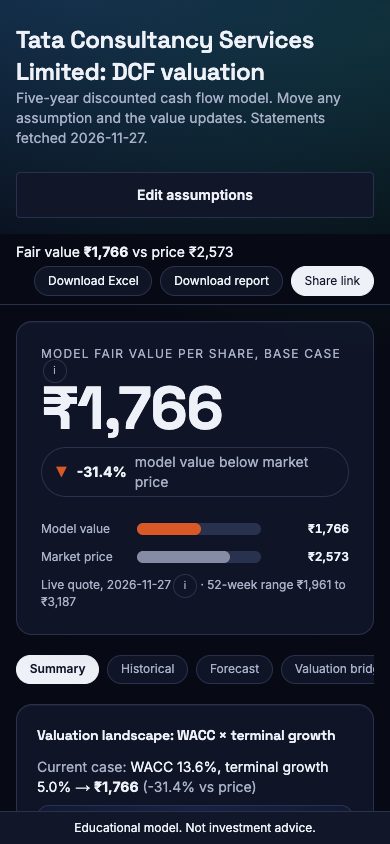 Tata Consultancy Services
Limited: DCF valuation
Five-year discounted cash flow model. Move any
assumption and the value updates. Statements
fetched 2026-11-27.
Edit assumptions
Fair value ₹1,766 vs price ₹2,573
Download Excel
Download report
Share link
MODEL FAIR VALUE PER SHARE, BASE CASE
i
₹1,766
▼ -31.4% model value below market
price
Model value ₹1,766
Market price ₹2,573
Live quote, 2026-11-27 i · 52-week range ₹1,961 to
₹3,187
Summary
Historical
Forecast
Valuation bridg
Valuation landscape: WACC × terminal growth
Current case: WACC 13.6%, terminal growth
5.0% → ₹1,766 (-31.4% vs price)
Educational model. Not investment advice.